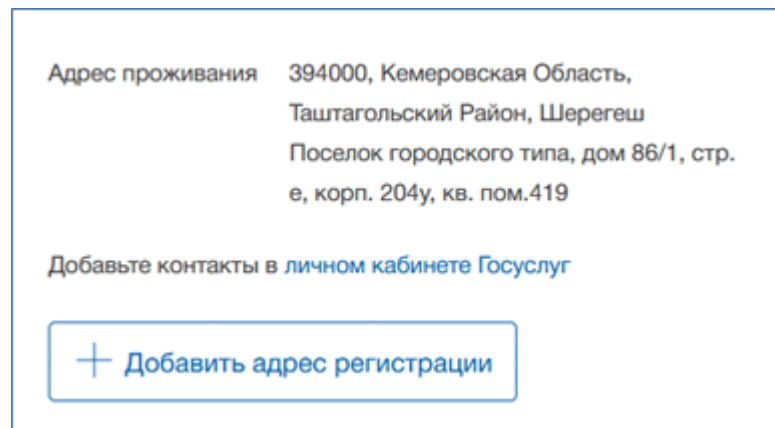 Адрес проживания 394000, Кемеровская Область,
Таштагольский Район, Шерегеш
Поселок городского типа, дом 86/1, стр.
е, корп. 204у, кв. пом.419
Добавьте контакты в личном кабинете Госуслуг
Добавить адрес регистрации